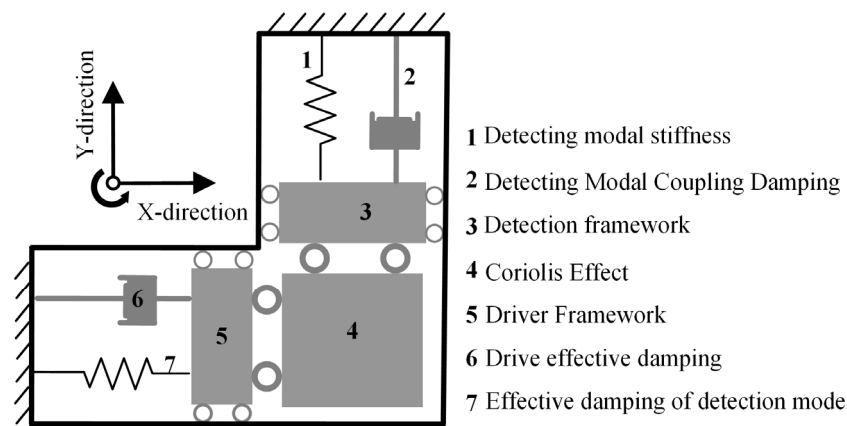 Y-direction
X-direction
1
2
3
4
5
6
7
1 Detecting modal stiffness
2 Detecting Modal Coupling Damping
3 Detection framework
4 Coriolis Effect
5 Driver Framework
6 Drive effective damping
7 Effective damping of detection mode